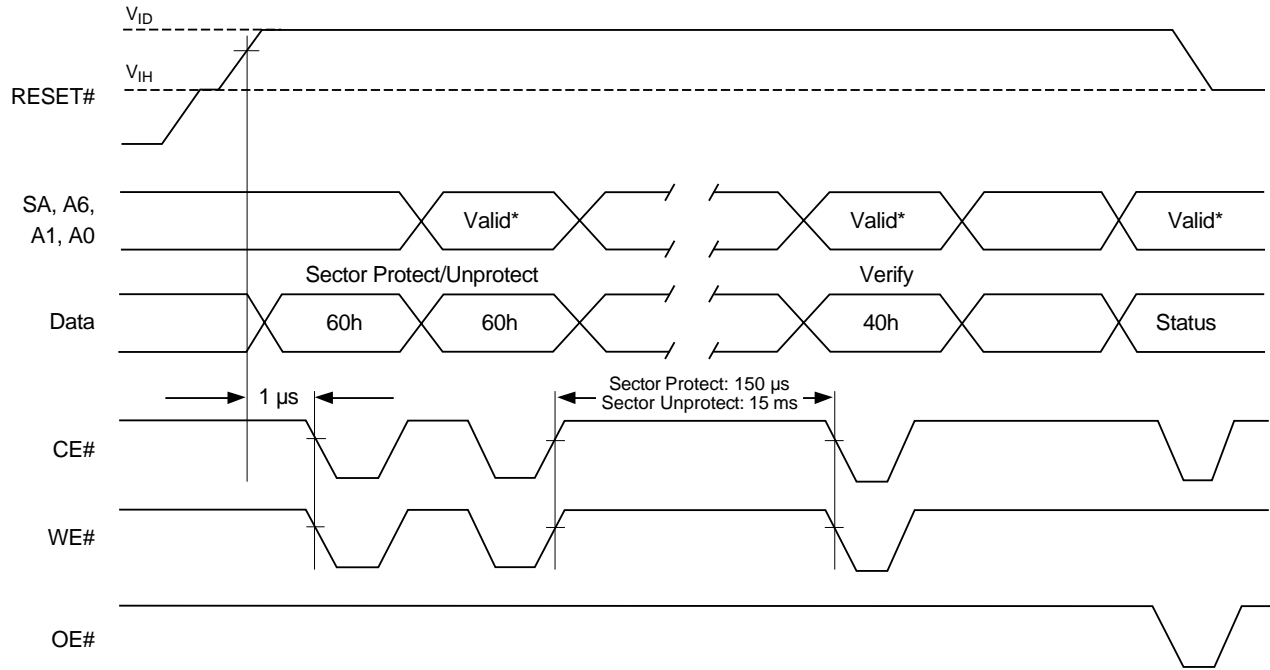 VID
VIH
RESET#
SA, A6,
A1, A0
Valid*
Valid*
Valid*
Sector Protect/Unprotect
Verify
Data
60h
60h
40h
Status
1 µs
Sector Protect: 150 µs
Sector Unprotect: 15 ms
CE#
WE#
OE#